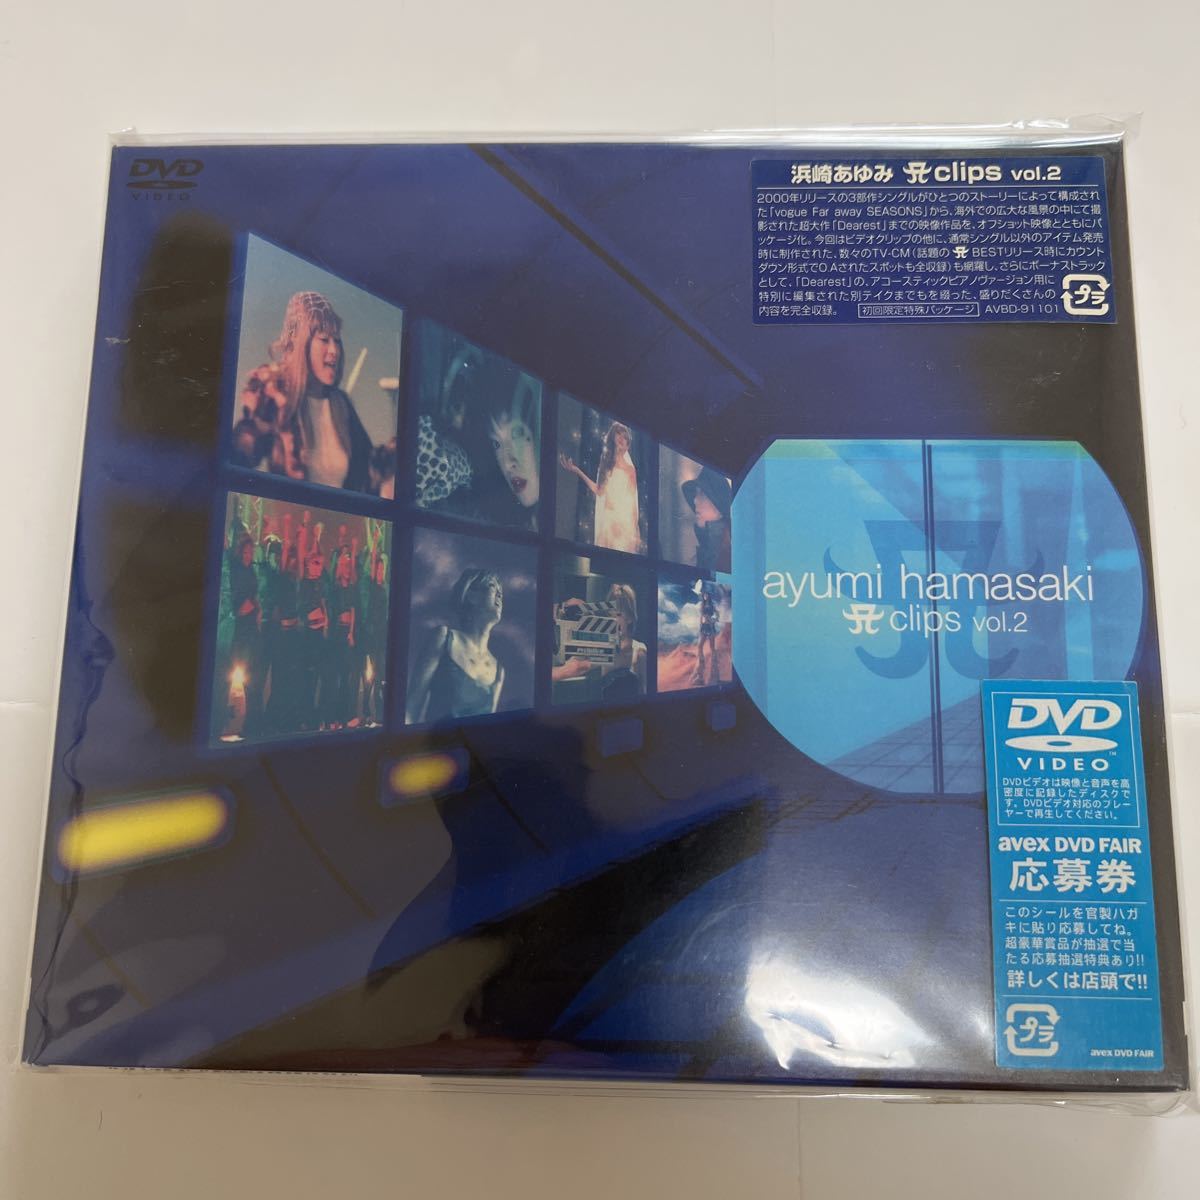 DVD
VIDEO
浜崎あゆみ A clips vol.2
2000年リリースの3部作シングルがひとつのストーリーによって構成され
た「vogue Far away SEASONS」から、海外での広大な風景の中にて撮
影された超大作「Dearest」までの映像作品を、オフショット映像とともにパ
ッケージ化。今回はビデオクリップの他に、通常シングル以外のアイテム発売
時に制作された、数々のTV-CM(話題の A BESTリリース時にカウント
ダウン形式でO.Aされたスポットも全収録)も網羅し、さらにボーナストラック
として、「Dearest」の、アコースティックピアノヴァージョン用に
特別に編集された別テイクまでもを綴った、盛りだくさんの
内容を完全収録。 初回限定特殊パッケージ AVBD-91101
プラ
ayumi hamasaki
A clips vol.2
DVD
VIDEO™
DVDビデオは映像と音声を高
密度に記録したディスクで
す。DVDビデオ対応のプレー
ヤーで再生してください。
avex DVD FAIR
応募券
このシールを官製ハガ
キに貼り応募してね。
超豪華賞品が抽選で当
たる応募抽選特典あり!!
詳しくは店頭で!!
プラ
avex DVD FAIR